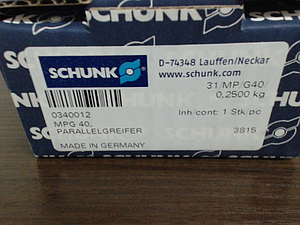 SCHUNK
D-74348 Lauffen/Neckar
www.schunk.com
31/MP/G40/
0,2500 kg
0340012
Inh/cont: 1 Stk/pc
MPG 40,
PARALLELGREIFER
3815
MADE IN GERMANY